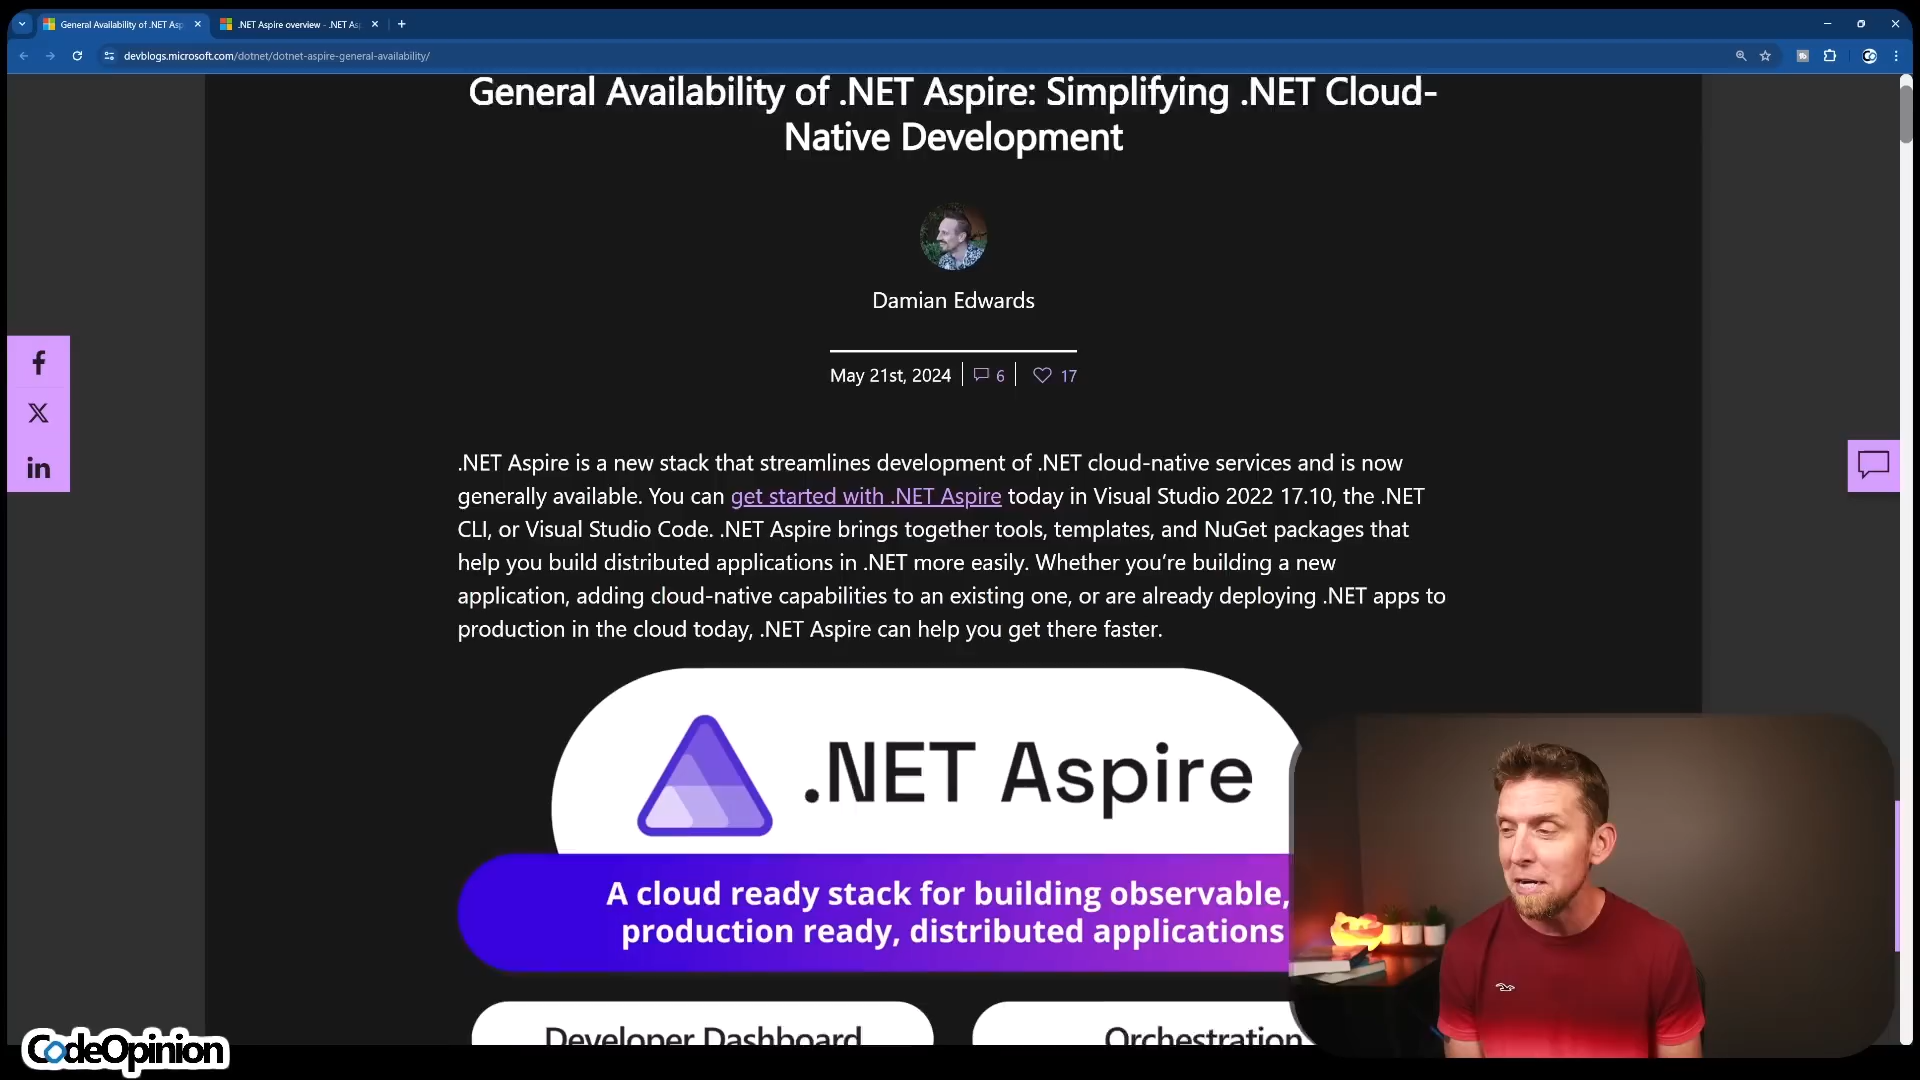 General Availability of .NET Asp
.NET Aspire overview - .NET As
devblogs.microsoft.com/dotnet/dotnet-aspire-general-availability/
General Availability of .NET Aspire: Simplifying .NET Cloud-
Native Development
Damian Edwards
May 21st, 2024 6 17
.NET Aspire is a new stack that streamlines development of .NET cloud-native services and is now
generally available. You can get started with .NET Aspire today in Visual Studio 2022 17.10, the .NET
CLI, or Visual Studio Code. .NET Aspire brings together tools, templates, and NuGet packages that
help you build distributed applications in .NET more easily. Whether you’re building a new
application, adding cloud-native capabilities to an existing one, or are already deploying .NET apps to
production in the cloud today, .NET Aspire can help you get there faster.
.NET Aspire
A cloud ready stack for building observable,
production ready, distributed applications
Developer Dashboard
Orchestration
CodeOpinion